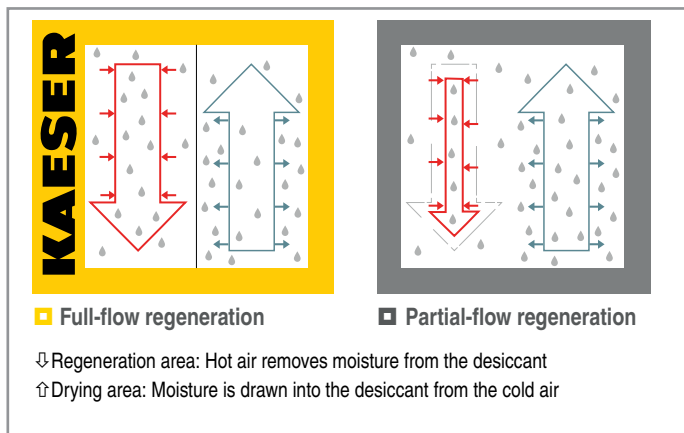 KAESER
Full-flow regeneration
Partial-flow regeneration
⇩ Regeneration area: Hot air removes moisture from the desiccant
⇧ Drying area: Moisture is drawn into the desiccant from the cold air